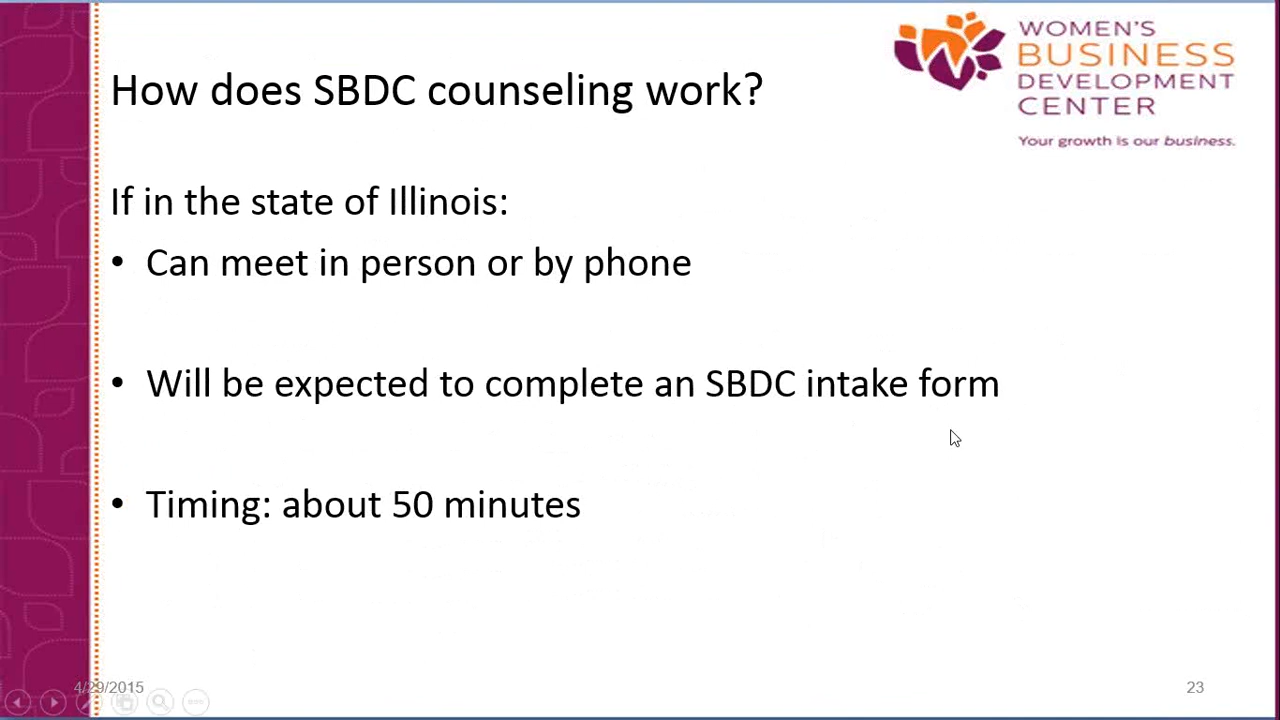 How does SBDC counseling work?
WOMEN'S
BUSINESS
DEVELOPMENT
CENTER
Your growth is our business.
If in the state of Illinois:
• Can meet in person or by phone
• Will be expected to complete an SBDC intake form
• Timing: about 50 minutes
4/29/2015
23